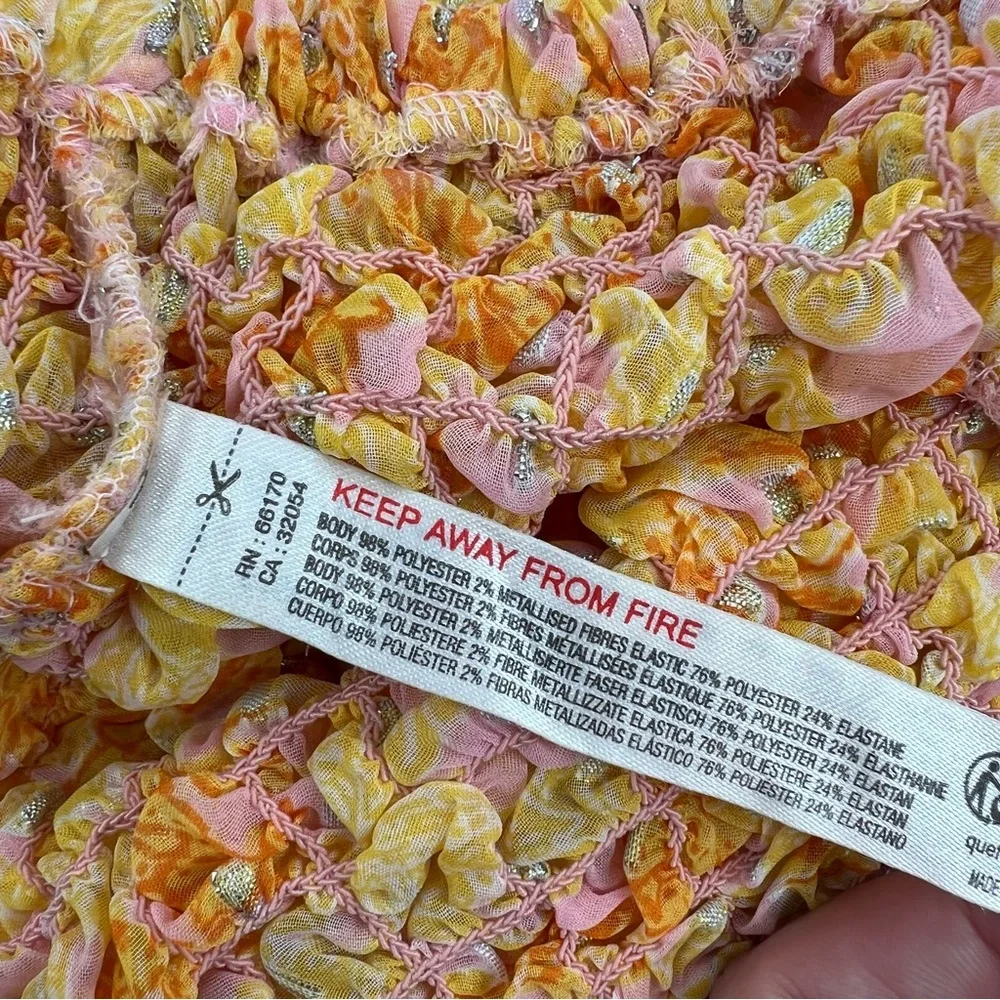 RN : 66170
CA : 32054
KEEP AWAY FROM FIRE
BODY 98% POLYESTER 2% METALLISED FIBRES ELASTIC 76% POLYESTER 24% ELASTANE
CORPS 98% POLYESTER 2% FIBRES MÉTALLISÉES ÉLASTIQUE 76% POLYESTER 24% ELASTHANNE
BODY 98% POLYESTER 2% METALLISIERTE FASER ELASTISCH 76% POLYESTER 24% ELASTAN
CORPO 98% POLIESTERE 2% FIBRE METALLIZZATE ELASTICA 76% POLIESTERE 24% ELASTAN
CUERPO 98% POLIÉSTER 2% FIBRAS METALIZADAS ELÁSTICO 76% POLIÉSTER 24% ELASTANO
MADE